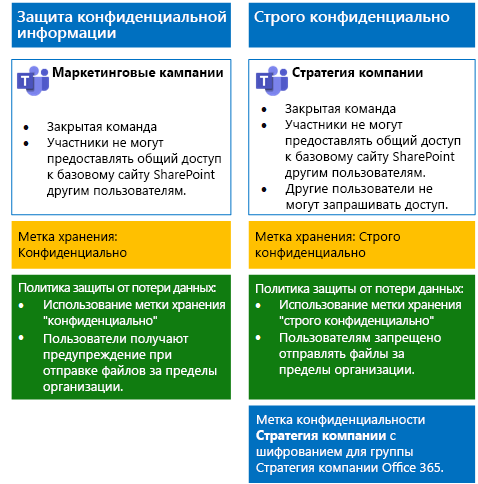 Защита конфиденциальной
информации
Маркетинговые кампании
• Закрытая команда
• Участники не могут
предоставлять общий доступ
к базовому сайту SharePoint
другим пользователям.
Метка хранения:
Конфиденциально
Политика защиты от потери данных:
• Использование метки хранения
"конфиденциально"
• Пользователи получают
предупреждение при
отправке файлов за пределы
организации.
Строго конфиденциально
Стратегия компании
• Закрытая команда
• Участники не могут
предоставлять общий доступ
к базовому сайту SharePoint
другим пользователям.
• Другие пользователи не
могут запрашивать доступ.
Метка хранения: Строго
конфиденциально
Политика защиты от потери данных:
• Использование метки хранения
"строго конфиденциально"
• Пользователям запрещено
отправлять файлы за
пределы организации.
Метка конфиденциальности
Стратегия компании с
шифрованием для группы
Стратегия компании Office 365.